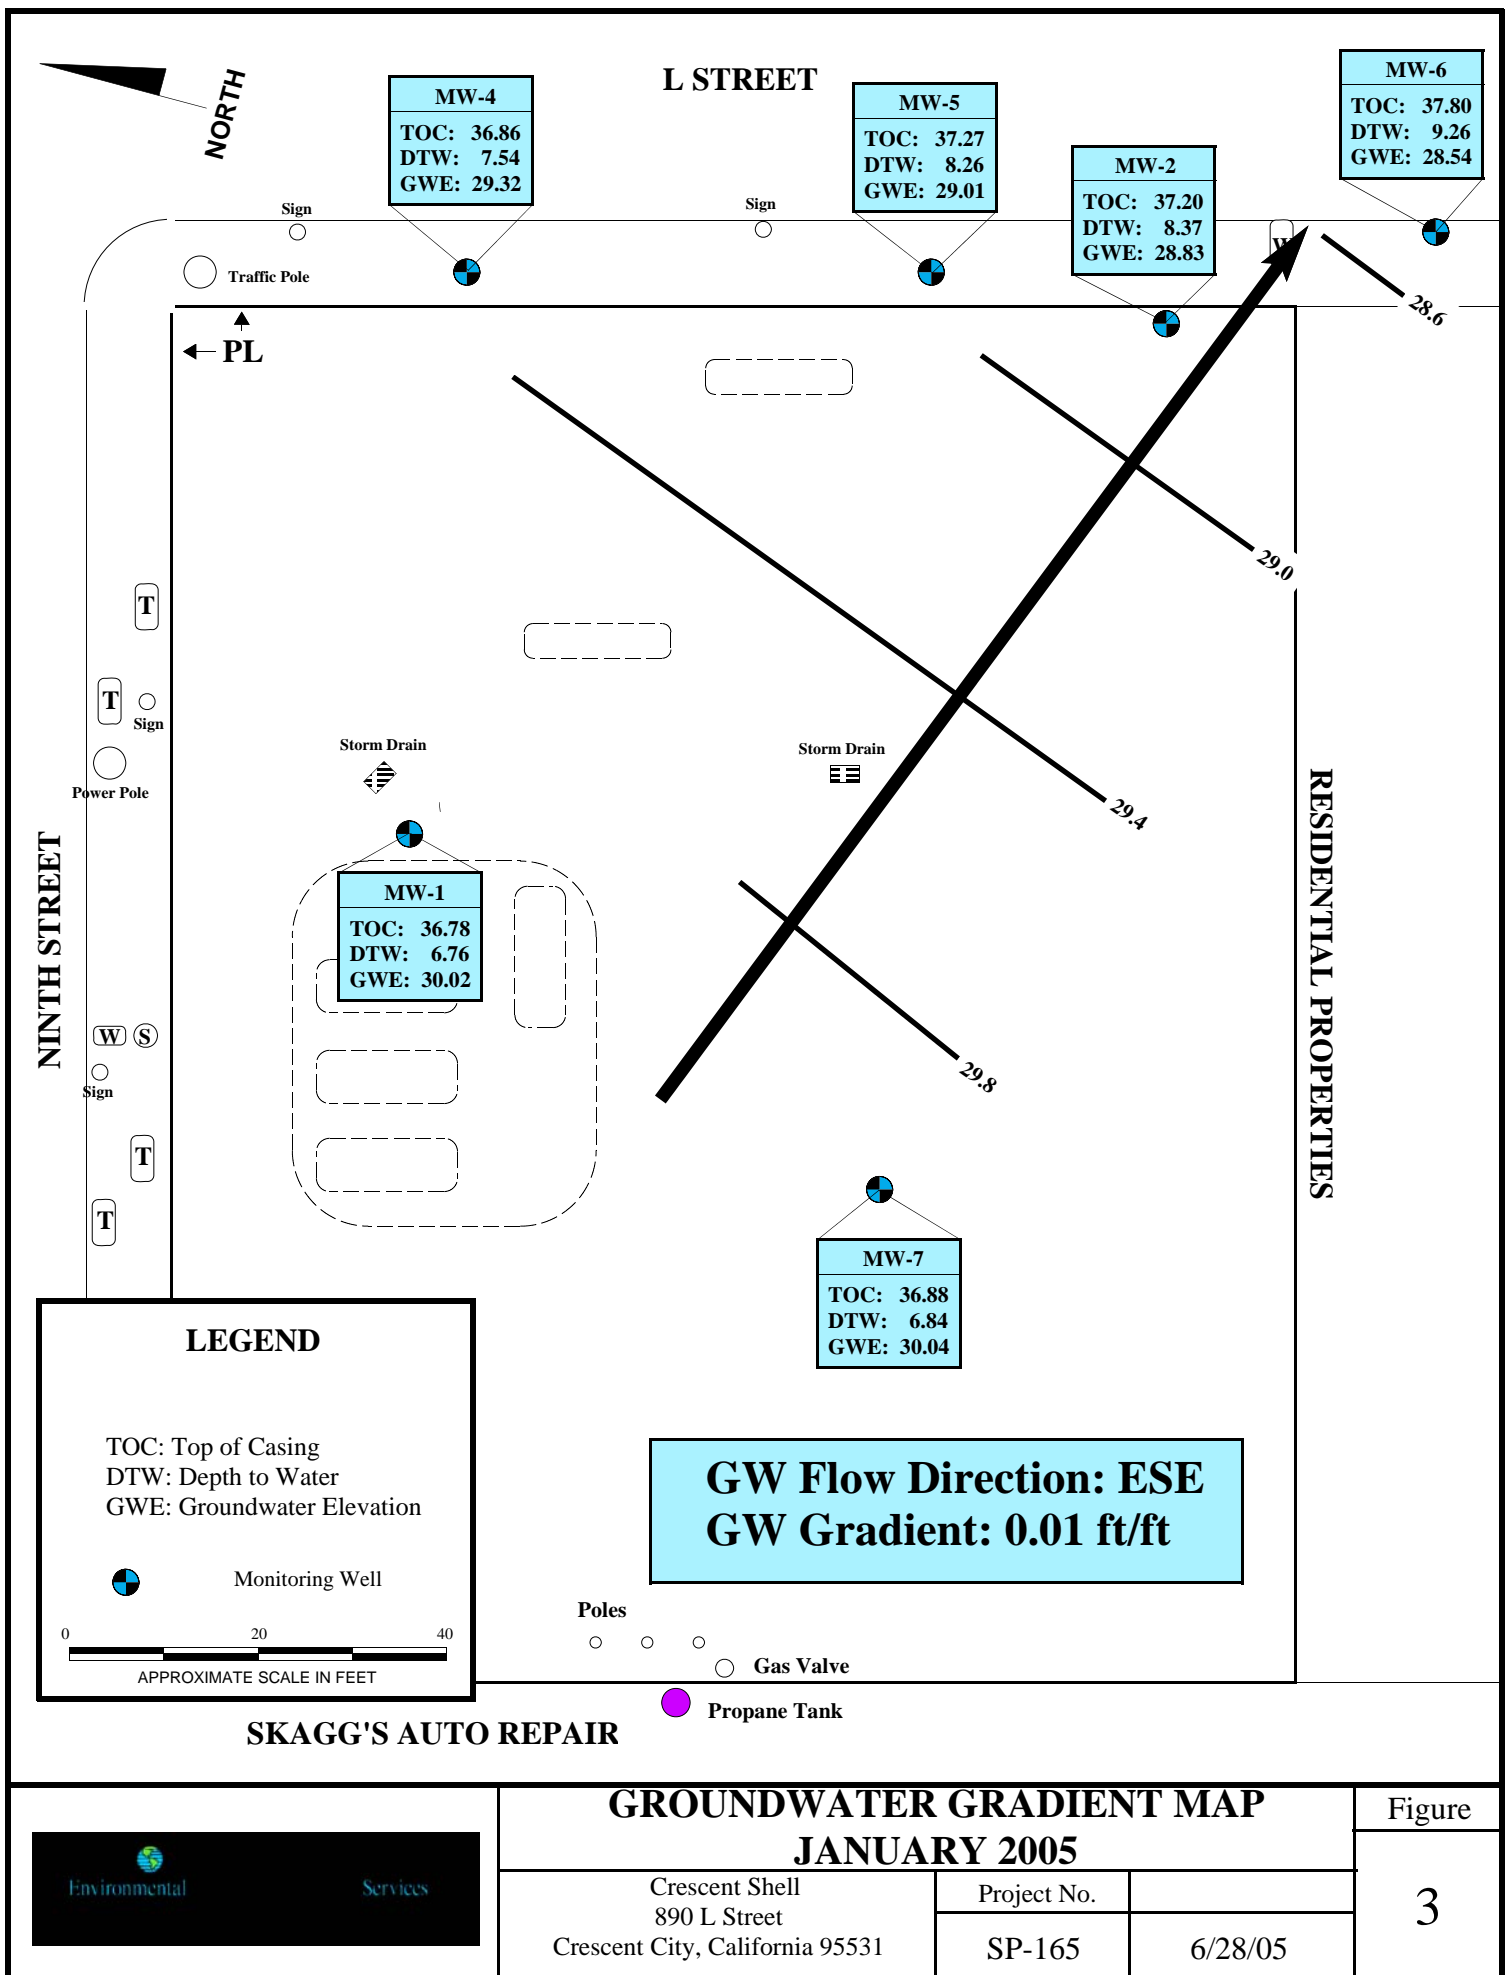 L STREET
NORTH
MW-4
TOC: 36.86
DTW: 7.54
GWE: 29.32
MW-5
TOC: 37.27
DTW: 8.26
GWE: 29.01
MW-2
TOC: 37.20
DTW: 8.37
GWE: 28.83
MW-6
TOC: 37.80
DTW: 9.26
GWE: 28.54
Sign
Sign
W
Traffic Pole
28.6
PL
29.0
T
T
Sign
Power Pole
Storm Drain
Storm Drain
29.4
NINTH STREET
RESIDENTIAL PROPERTIES
MW-1
TOC: 36.78
DTW: 6.76
GWE: 30.02
W S
Sign
29.8
T
T
MW-7
TOC: 36.88
DTW: 6.84
GWE: 30.04
LEGEND
TOC: Top of Casing
DTW: Depth to Water
GWE: Groundwater Elevation
Monitoring Well
0 20 40
APPROXIMATE SCALE IN FEET
GW Flow Direction: ESE
GW Gradient: 0.01 ft/ft
Poles
Gas Valve
Propane Tank
SKAGG'S AUTO REPAIR
Environmental Services
GROUNDWATER GRADIENT MAP
JANUARY 2005
Crescent Shell
890 L Street
Crescent City, California 95531
Project No.
SP-165
6/28/05
Figure
3